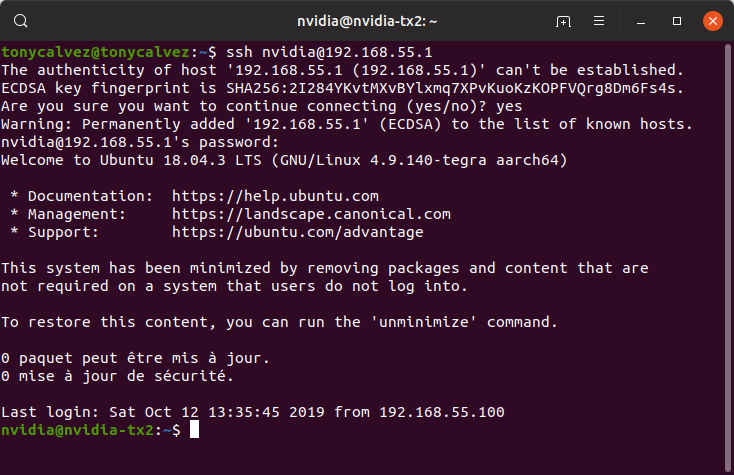 nvidia@nvidia-tx2: ~
tonycalvez@tonycalvez:~$ ssh nvidia@192.168.55.1
The authenticity of host '192.168.55.1 (192.168.55.1)' can't be established.
ECDSA key fingerprint is SHA256:2I284YKvtMXvBYlxmq7XPvKuoKzKOPFVQrg8Dm6Fs4s.
Are you sure you want to continue connecting (yes/no)? yes
Warning: Permanently added '192.168.55.1' (ECDSA) to the list of known hosts.
nvidia@192.168.55.1's password:
Welcome to Ubuntu 18.04.3 LTS (GNU/Linux 4.9.140-tegra aarch64)
* Documentation:  https://help.ubuntu.com
* Management:     https://landscape.canonical.com
* Support:        https://ubuntu.com/advantage
This system has been minimized by removing packages and content that are
not required on a system that users do not log into.
To restore this content, you can run the 'unminimize' command.
0 paquet peut être mis à jour.
0 mise à jour de sécurité.
Last login: Sat Oct 12 13:35:45 2019 from 192.168.55.100
nvidia@nvidia-tx2:~$